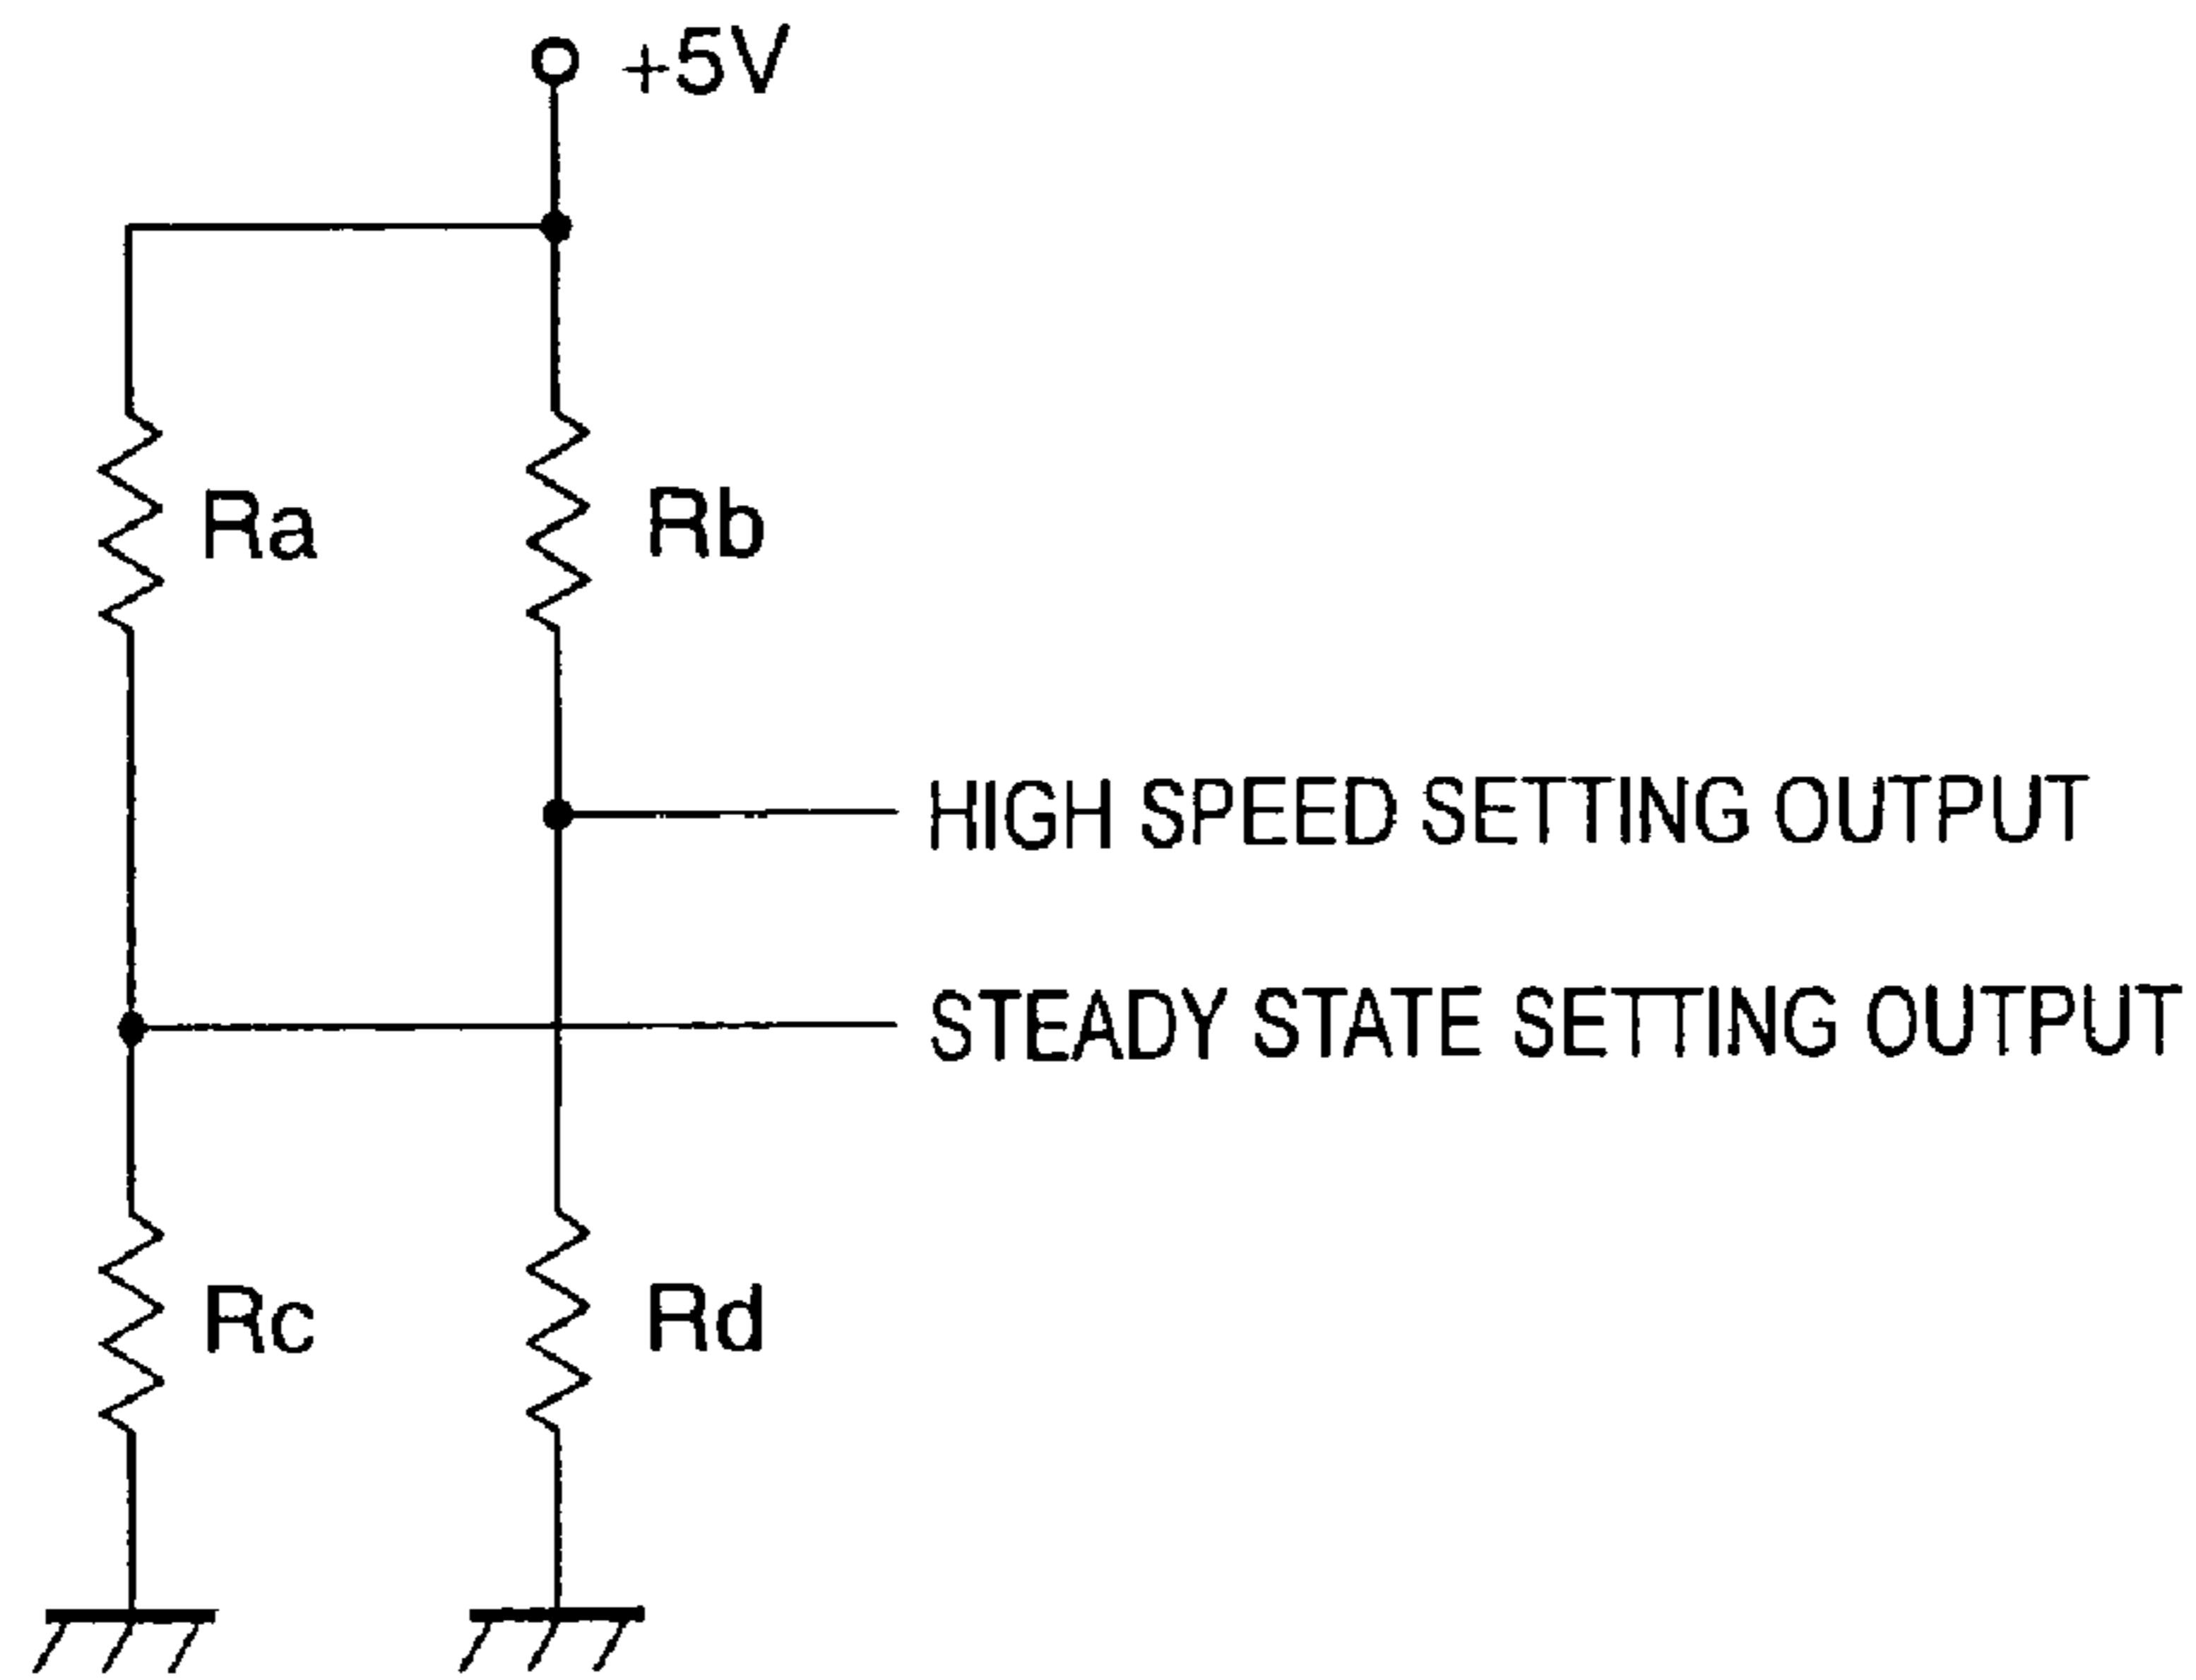 +5V
Ra
Rb
HIGH SPEED SETTING OUTPUT
STEADY STATE SETTING OUTPUT
Rc
Rd